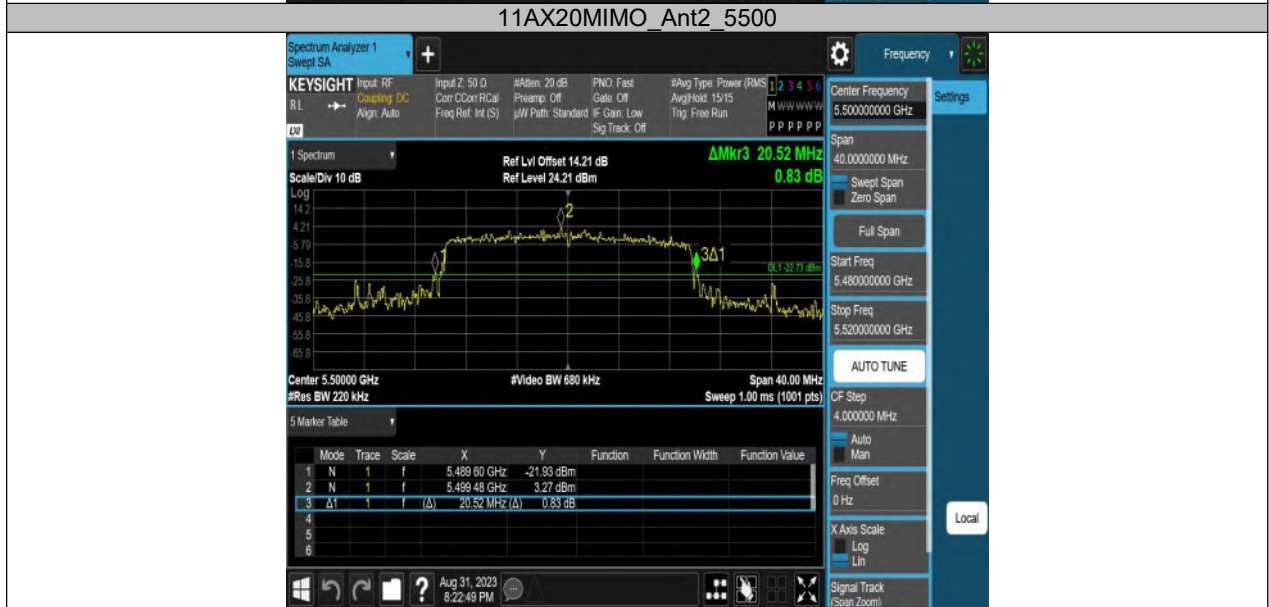 11AX20MIMO_Ant2_5500
Spectrum Analyzer 1
Swept SA
+
Frequency
KEYSIGHT Input: RF Input Z: 50 Ω #Atten: 20 dB PNO: Fast #Avg Type: Power (RMS 1 2 3 4 5 6
RL Coupling: DC Corr CCorr RCal Preamp: Off Gate: Off Avg|Hold: 15/15 M W W W W W
Align: Auto Freq Ref: Int (S) µW Path: Standard IF Gain: Low Trig: Free Run
Sig Track: Off P P P P P P
LXI
1 Spectrum
Ref Lvl Offset 14.21 dB
ΔMkr3 20.52 MHz
Scale/Div 10 dB Ref Level 24.21 dBm 0.83 dB
Log
14.2
4.21
-5.79
-15.8
-25.8
-35.8
-45.8
-55.8
-65.8
2
3Δ1
DL1 -22.73 dBm
Center 5.50000 GHz #Video BW 680 kHz Span 40.00 MHz
#Res BW 220 kHz Sweep 1.00 ms (1001 pts)
5 Marker Table
Mode Trace Scale X Y Function Function Width Function Value
1 N 1 f 5.489 60 GHz -21.93 dBm
2 N 1 f 5.499 48 GHz 3.27 dBm
3 Δ1 1 f (Δ) 20.52 MHz (Δ) 0.83 dB
4
5
6
?
Aug 31, 2023
8:22:49 PM
Center Frequency
5.500000000 GHz
Settings
Span
40.0000000 MHz
Swept Span
Zero Span
Full Span
Start Freq
5.480000000 GHz
Stop Freq
5.520000000 GHz
AUTO TUNE
CF Step
4.000000 MHz
Auto
Man
Freq Offset
0 Hz
X Axis Scale
Log
Lin
Local
Signal Track
(Span Zoom)